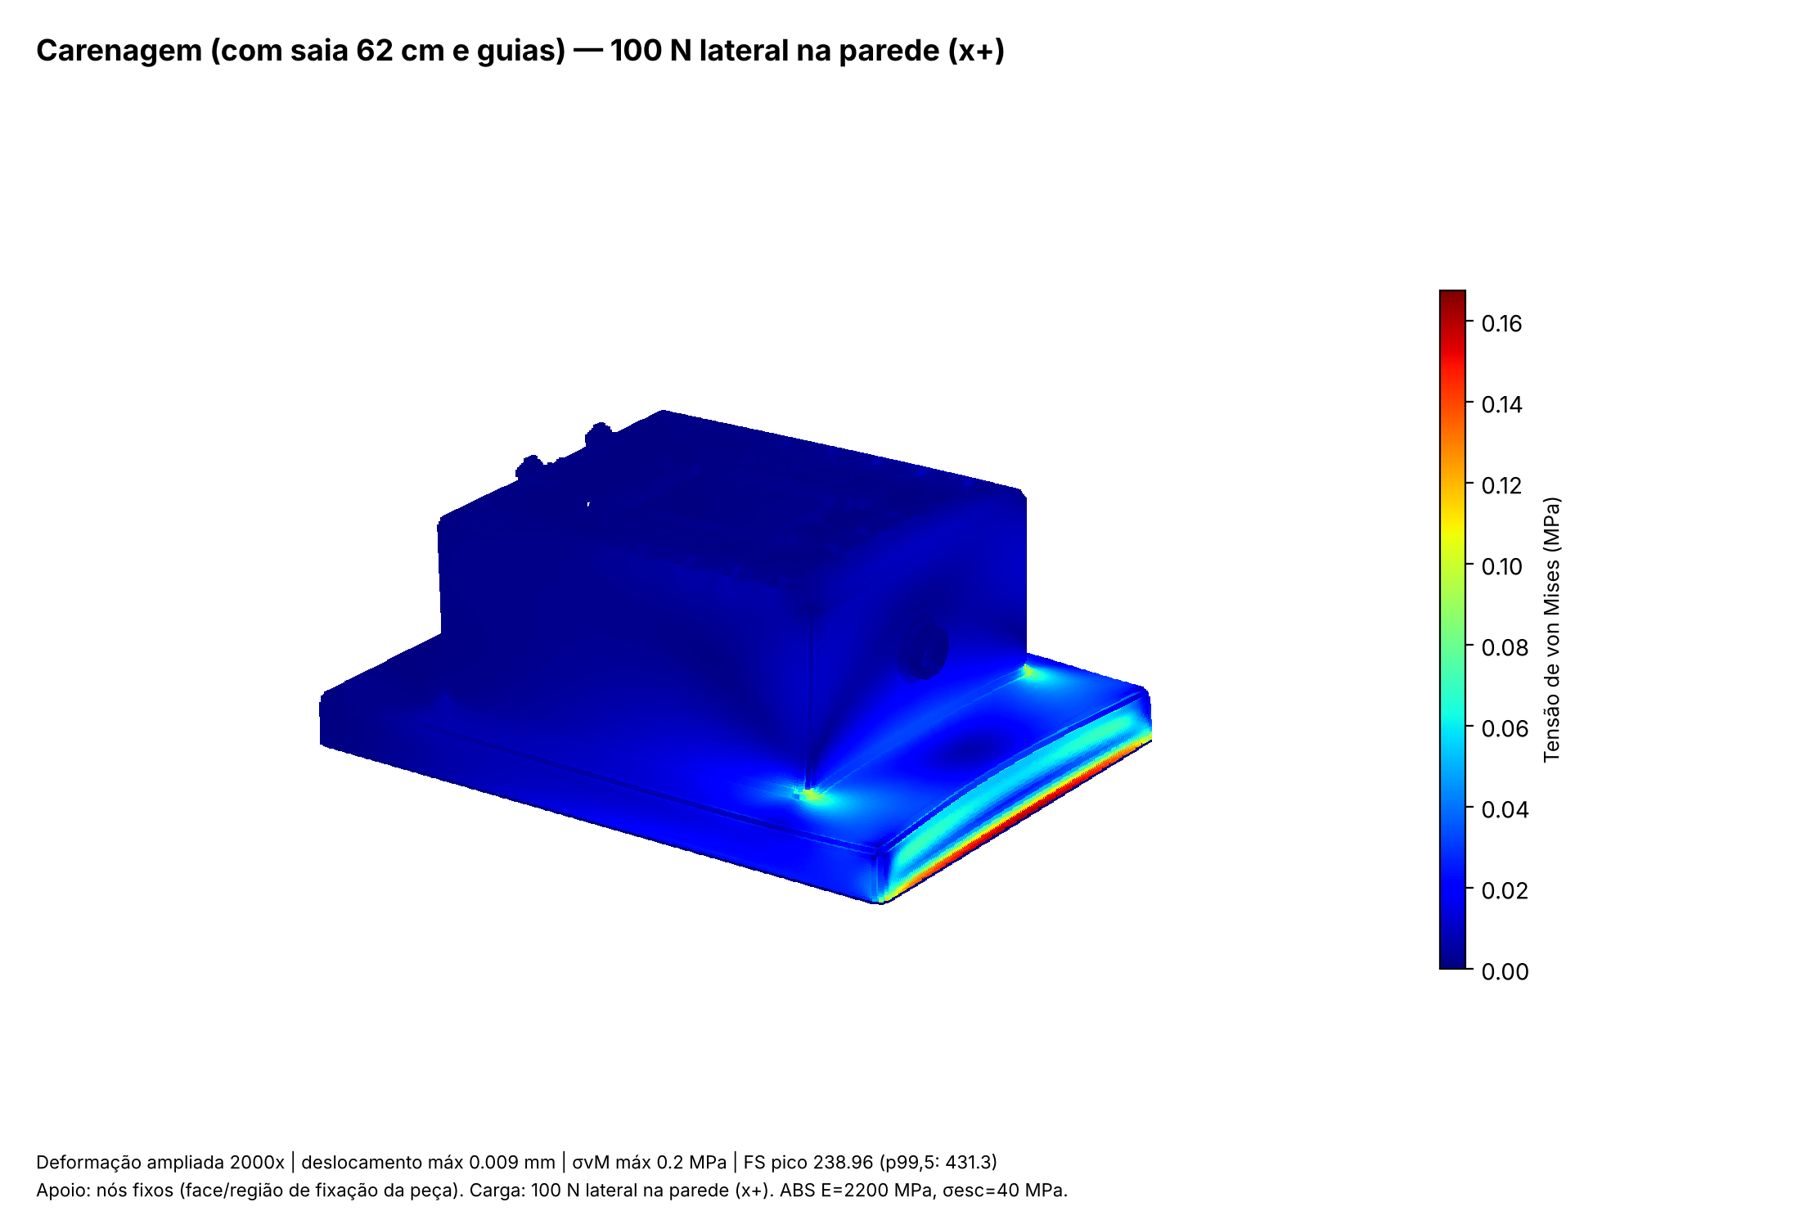 Carenagem (com saia 62 cm e guias) — 100 N lateral na parede (x+)
0.16
0.14
0.12
0.10
0.08
0.06
0.04
0.02
0.00
Tensão de von Mises (MPa)
Deformação ampliada 2000x | deslocamento máx 0.009 mm | σvM máx 0.2 MPa | FS pico 238.96 (p99,5: 431.3)
Apoio: nós fixos (face/região de fixação da peça). Carga: 100 N lateral na parede (x+). ABS E=2200 MPa, σesc=40 MPa.